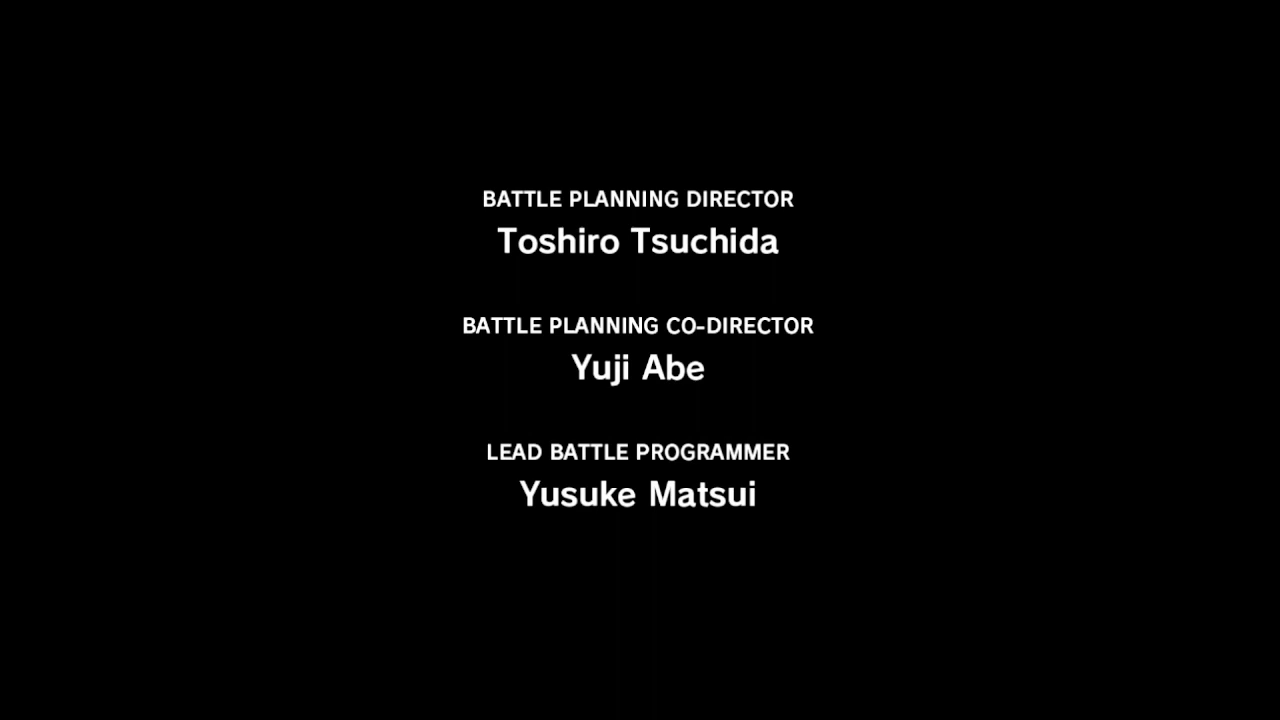 BATTLE PLANNING DIRECTOR
Toshiro Tsuchida
BATTLE PLANNING CO-DIRECTOR
Yuji Abe
LEAD BATTLE PROGRAMMER
Yusuke Matsui